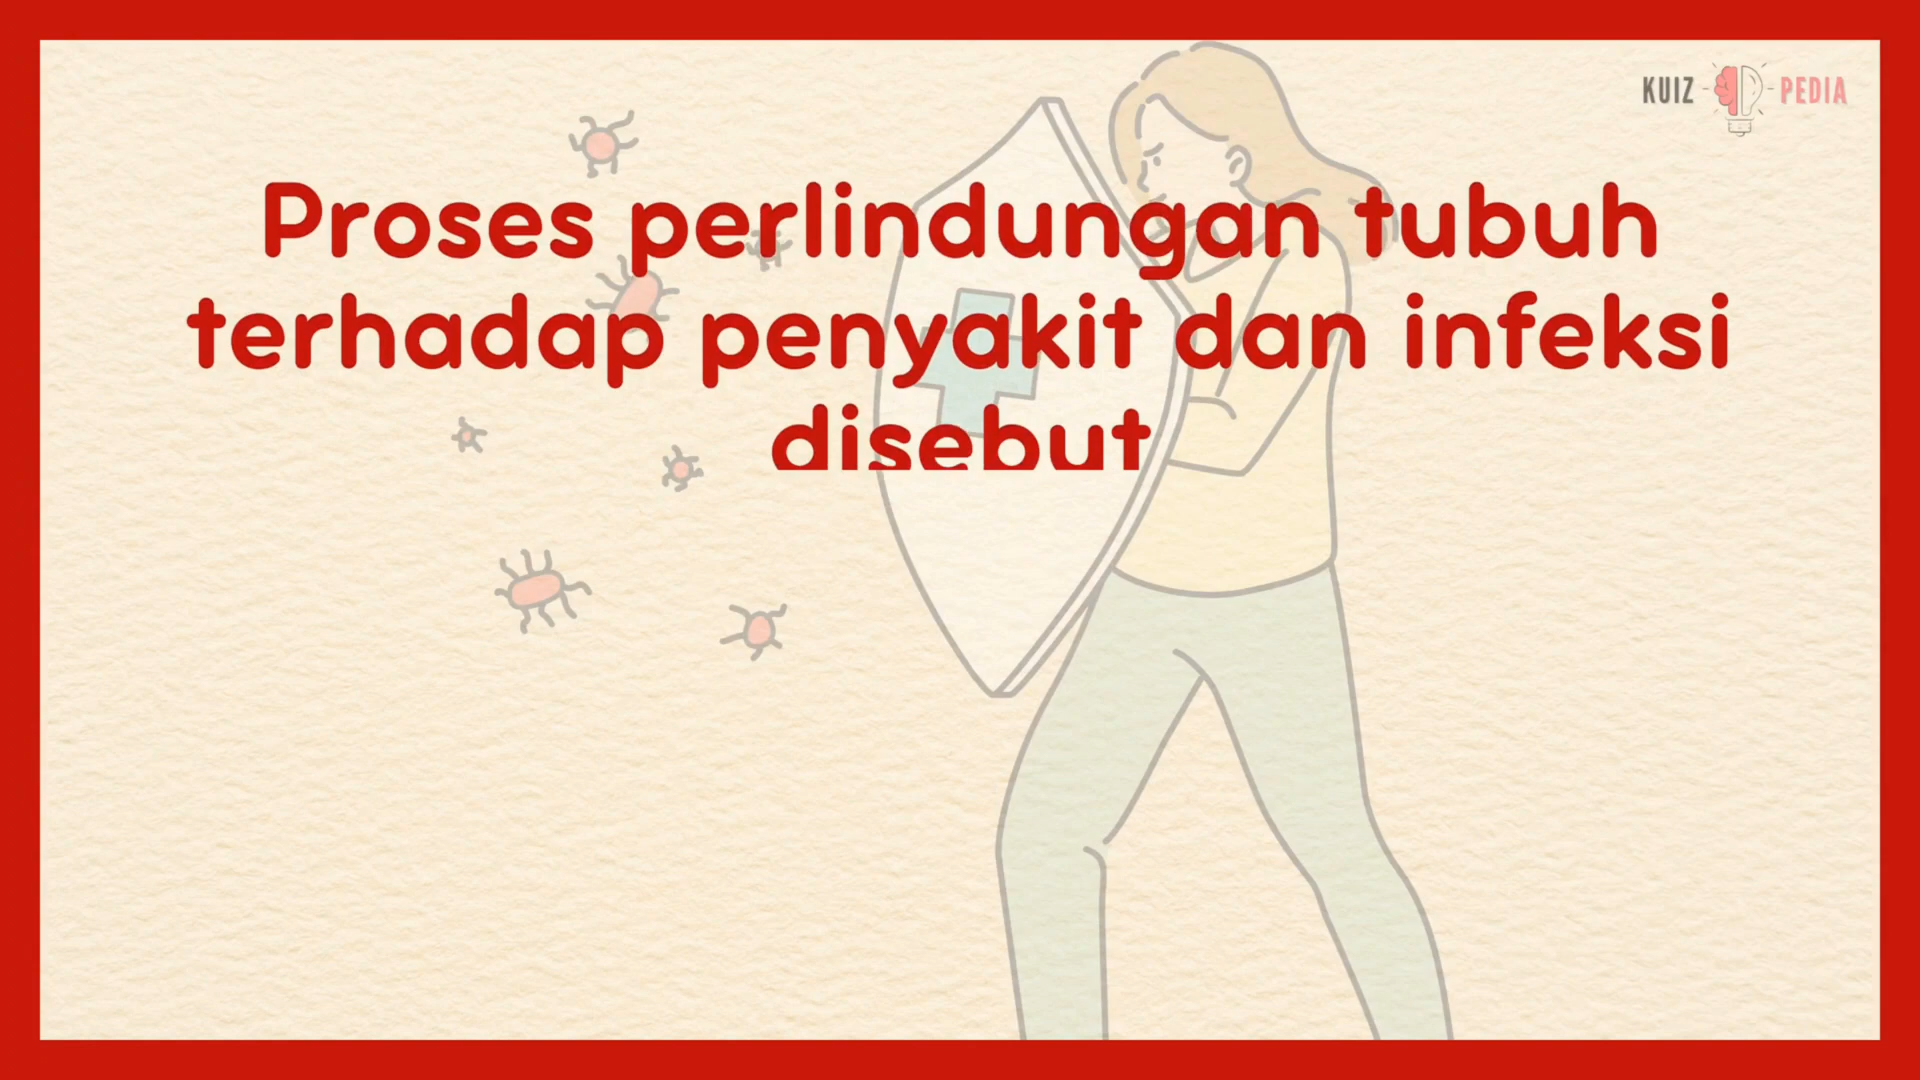 KUIZ PEDIA
Proses perlindungan tubuh
terhadap penyakit dan infeksi
disebut